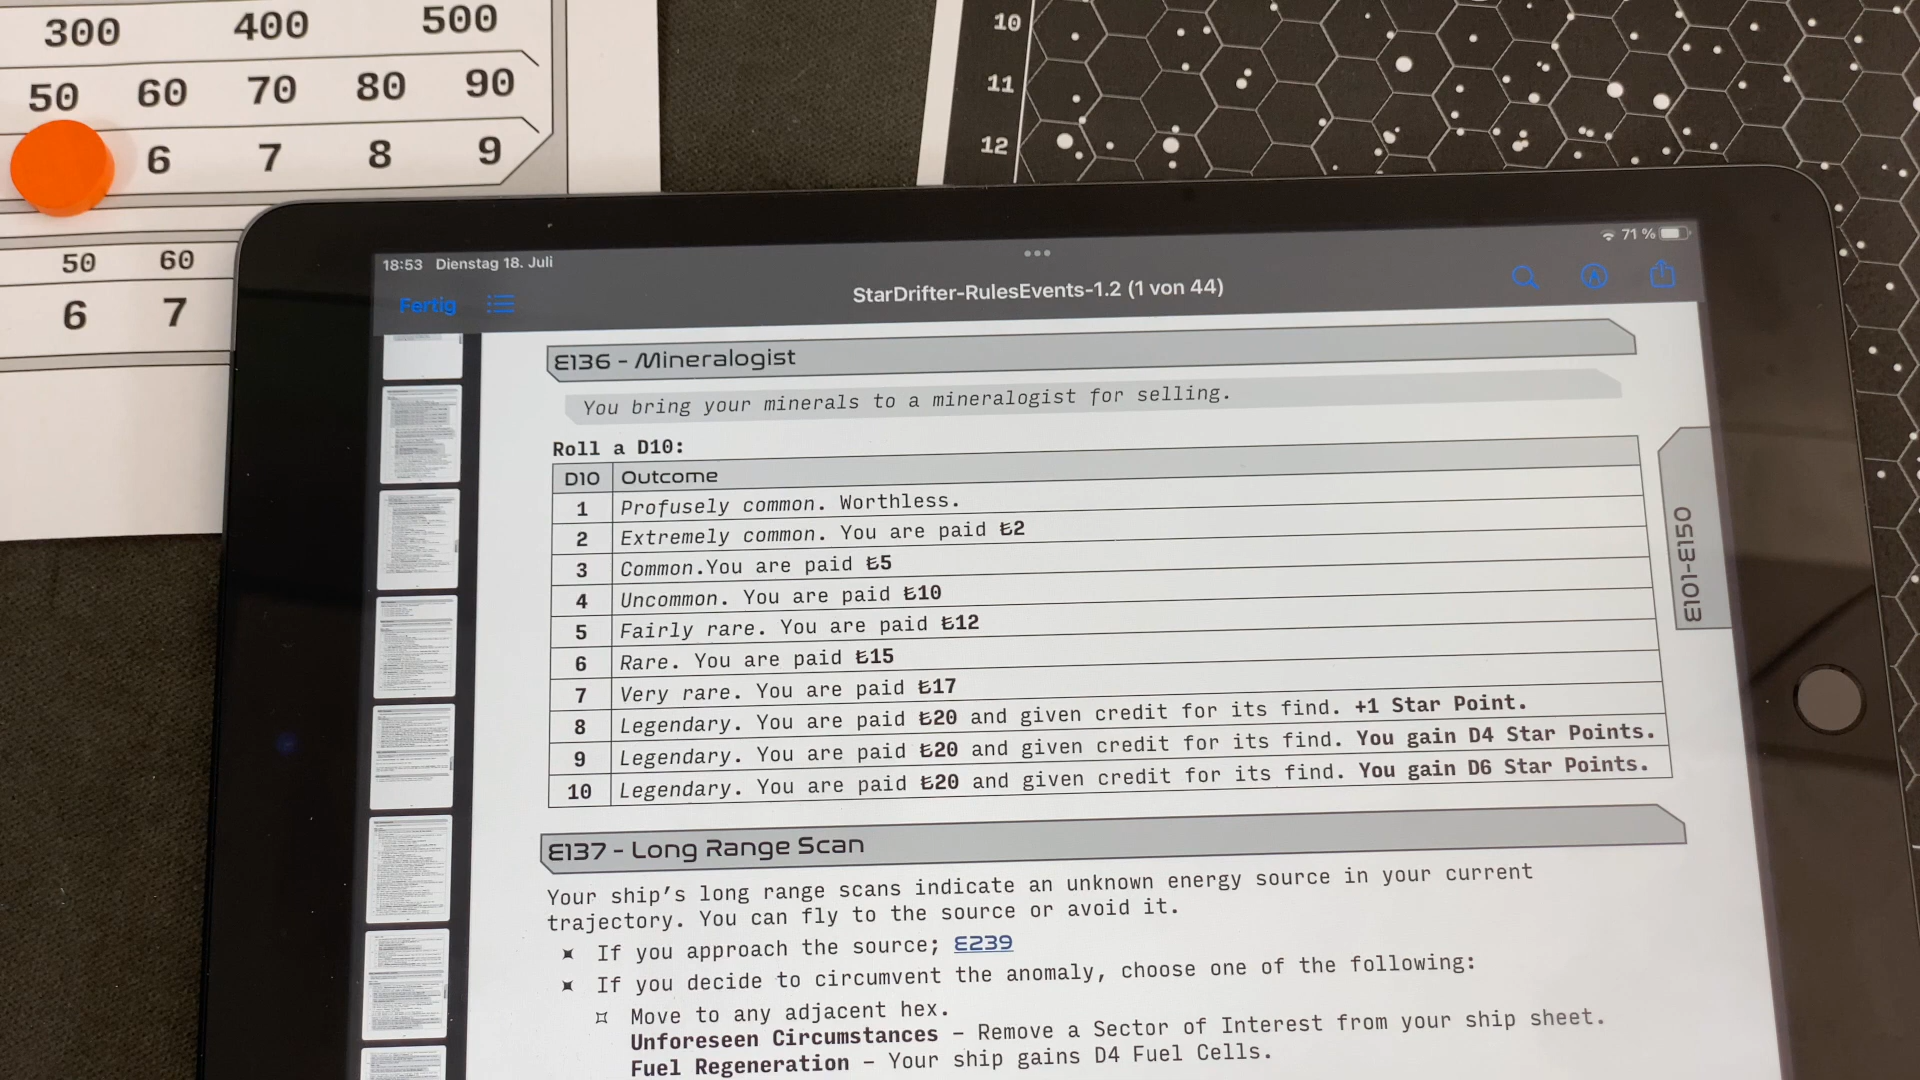 300 400 500
50 60 70 80 90
6 7 8 9
50 60
6 7
10
11
12
18:53 Dienstag 18. Juli
71 %
Fertig
StarDrifter-RulesEvents-1.2 (1 von 44)
E136 - Mineralogist
You bring your minerals to a mineralogist for selling.
Roll a D10:
D10 Outcome
1 Profusely common. Worthless.
2 Extremely common. You are paid ₺2
3 Common.You are paid ₺5
4 Uncommon. You are paid ₺10
5 Fairly rare. You are paid ₺12
6 Rare. You are paid ₺15
7 Very rare. You are paid ₺17
8 Legendary. You are paid ₺20 and given credit for its find. +1 Star Point.
9 Legendary. You are paid ₺20 and given credit for its find. You gain D4 Star Points.
10 Legendary. You are paid ₺20 and given credit for its find. You gain D6 Star Points.
E101-E150
E137 - Long Range Scan
Your ship's long range scans indicate an unknown energy source in your current
trajectory. You can fly to the source or avoid it.
If you approach the source; E239
If you decide to circumvent the anomaly, choose one of the following:
Move to any adjacent hex.
Unforeseen Circumstances – Remove a Sector of Interest from your ship sheet.
Fuel Regeneration – Your ship gains D4 Fuel Cells.